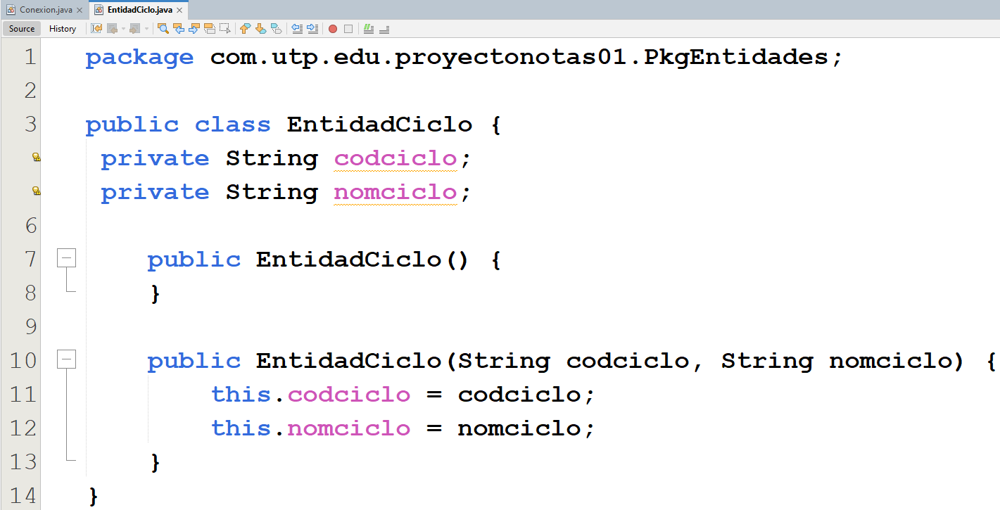 Conexion.java
EntidadCiclo.java
Source History
1 package com.utp.edu.proyectonotas01.PkgEntidades;
2
3 public class EntidadCiclo {
private String codciclo;
private String nomciclo;
6
7 public EntidadCiclo() {
8 }
9
10 public EntidadCiclo(String codciclo, String nomciclo) {
11 this.codciclo = codciclo;
12 this.nomciclo = nomciclo;
13 }
14 }